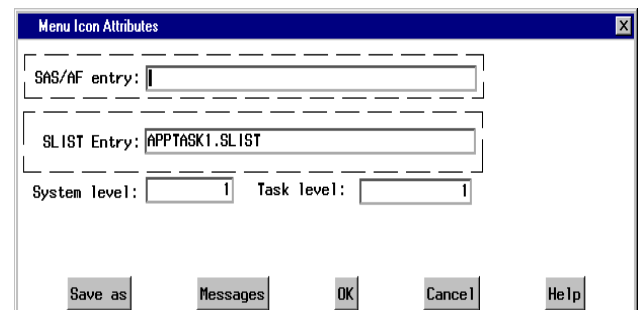 Menu Icon Attributes X
SAS/AF entry:
SLIST Entry: APPTASK1.SLIST
System level: 1 Task level: 1
Save as Messages OK Cancel Help